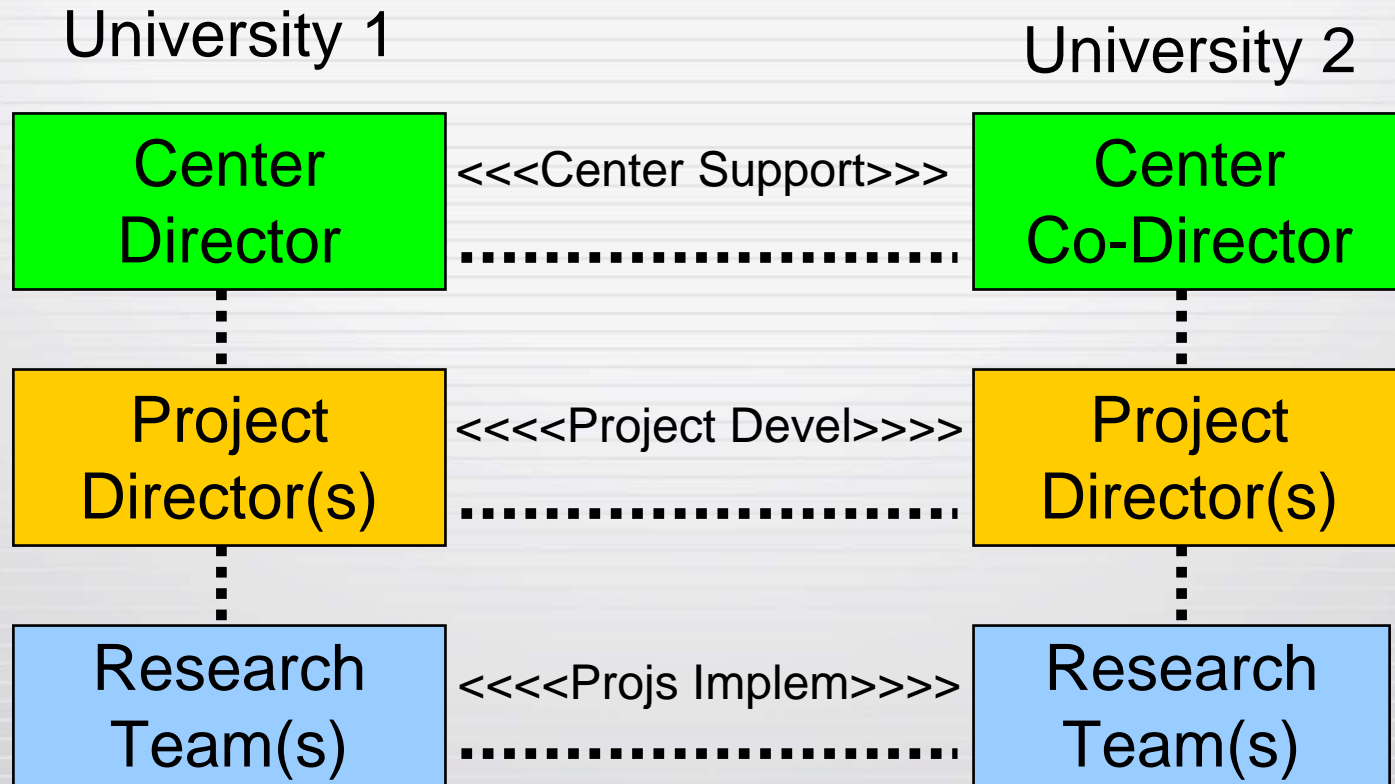 University 1
University 2
Center
Director
<<<Center Support>>>
Center
Co-Director
Project
Director(s)
<<<<Project Devel>>>>
Project
Director(s)
Research
Team(s)
<<<<Projs Implem>>>>
Research
Team(s)